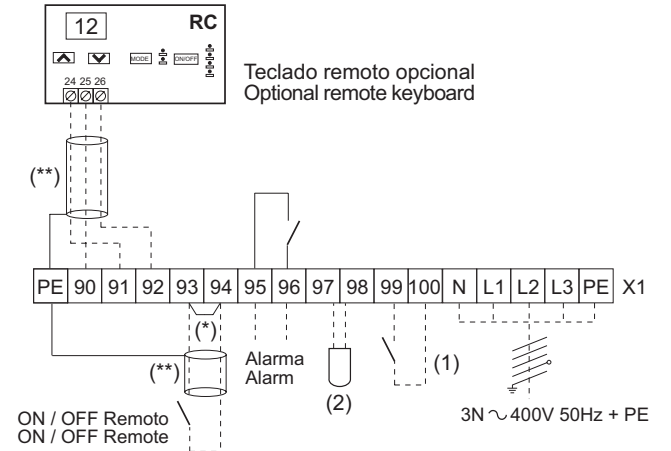 12
RC
MODE
ON/OFF
24 25 26
Teclado remoto opcional
Optional remote keyboard
(**)
PE 90 91 92 93 94 95 96 97 98 99 100 N L1 L2 L3 PE X1
(*)
(**)
Alarma
Alarm
(1)
(2)
ON / OFF Remoto
ON / OFF Remote
3N ~ 400V 50Hz + PE